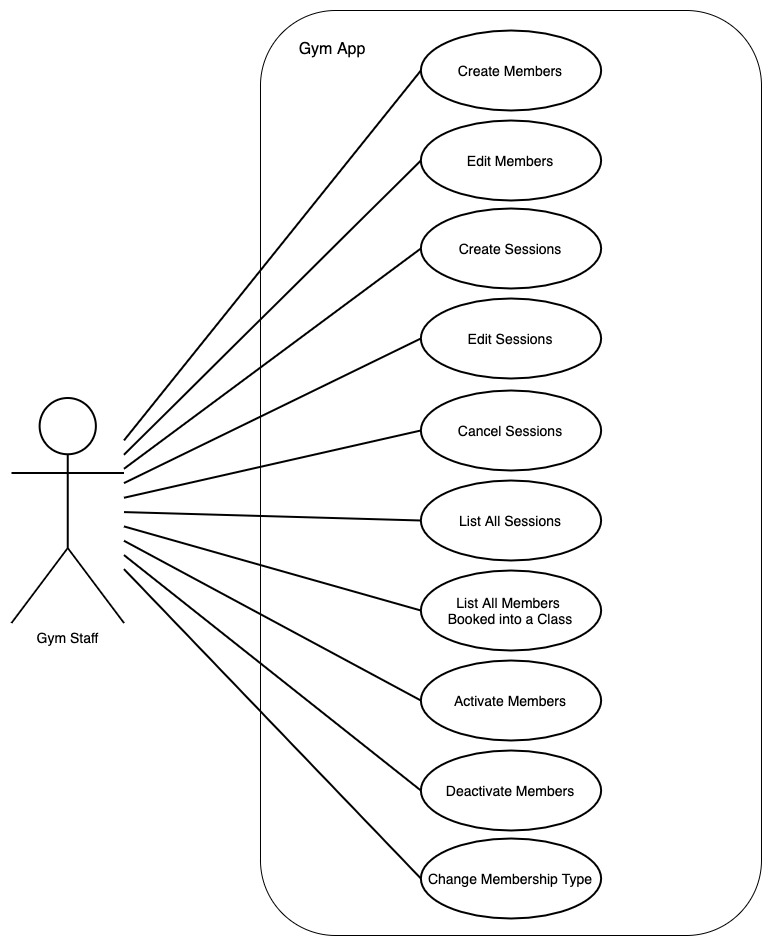 Gym App
Create Members
Edit Members
Create Sessions
Edit Sessions
Cancel Sessions
List All Sessions
List All Members
Booked into a Class
Gym Staff
Activate Members
Deactivate Members
Change Membership Type